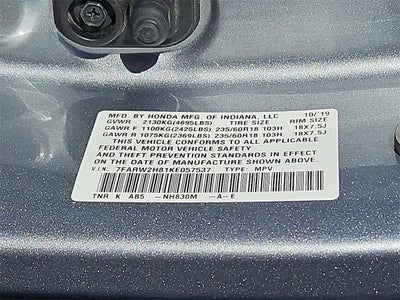 MFD. BY HONDA MFG. OF INDIANA, LLC 10/'19
GVWR 2130KG(4695LBS) TIRE SIZE RIM SIZE
GAWR F 1100KG(2425LBS) 235/60R18 103H 18X7.5J
GAWR R 1075KG(2369LBS) 235/60R18 103H 18X7.5J
THIS VEHICLE CONFORMS TO ALL APPLICABLE
FEDERAL MOTOR VEHICLE SAFETY
AND THEFT PREVENTION STANDARDS IN EFFECT
ON THE DATE OF MANUFACTURE SHOWN ABOVE.
V.I.N. 7FARW2H81KE057537 TYPE: MPV
TNR K AB5 -NH830M -A-E